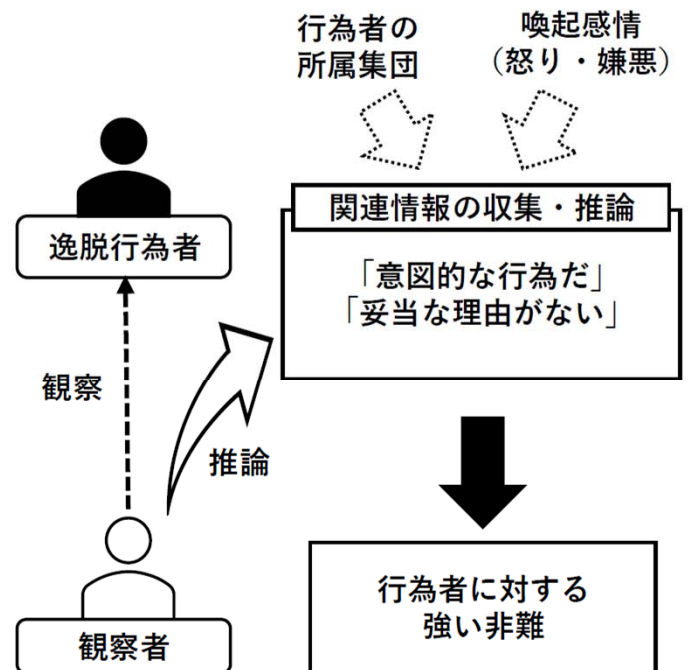 行為者の
所属集団
喚起感情
（怒り・嫌悪）
関連情報の収集・推論
「意図的な行為だ」
「妥当な理由がない」
逸脱行為者
観察
推論
観察者
行為者に対する
強い非難